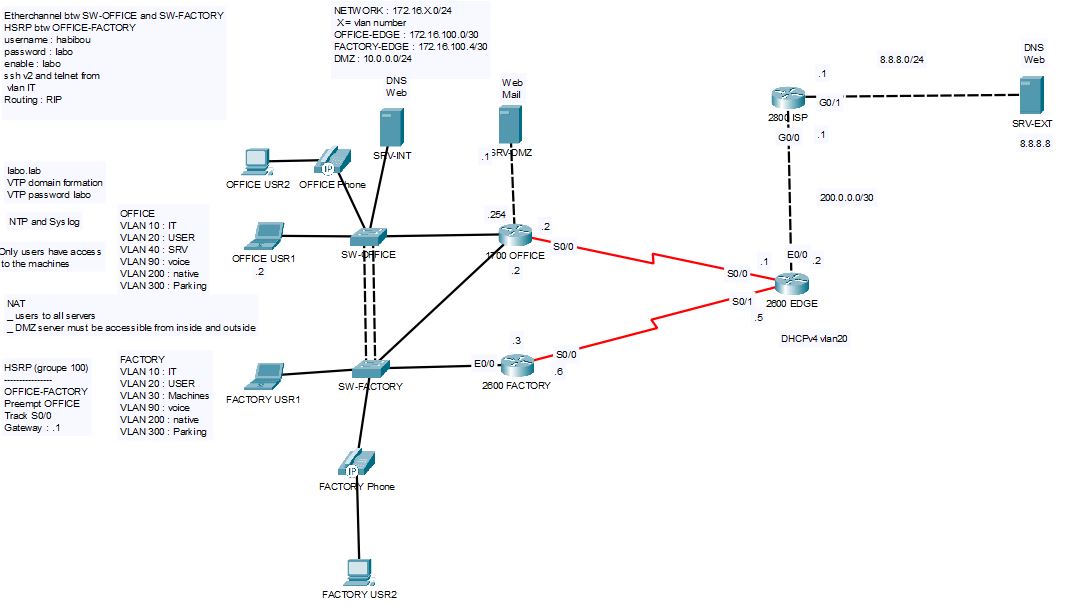 Etherchannel btw SW-OFFICE and SW-FACTORY
HSRP btw OFFICE-FACTORY
username : habibou
password : labo
enable : labo
ssh v2 and telnet from
vlan IT
Routing : RIP
NETWORK : 172.16.X.0/24
X = vlan number
OFFICE-EDGE : 172.16.100.0/30
FACTORY-EDGE : 172.16.100.4/30
DMZ : 10.0.0.0/24
DNS
Web
SRV-INT
Web
Mail
.1
SRV-DMZ
8.8.8.0/24
DNS
Web
SRV-EXT
8.8.8.8
.1
G0/1
2800 ISP
.1
G0/0
200.0.0.0/30
labo.lab
VTP domain formation
VTP password labo
NTP and Syslog
Only users have access
to the machines
OFFICE
VLAN 10 : IT
VLAN 20 : USER
VLAN 40 : SRV
VLAN 90 : voice
VLAN 200 : native
VLAN 300 : Parking
OFFICE USR2
OFFICE Phone
OFFICE USR1
.2
SW-OFFICE
.254
.2
S0/0
1700 OFFICE
.2
E0/0
.2
.1
S0/0
S0/1
2600 EDGE
.5
DHCPv4 vlan20
NAT
_ users to all servers
_ DMZ server must be accessible from inside and outside
HSRP (groupe 100)
----------------
OFFICE-FACTORY
Preempt OFFICE
Track S0/0
Gateway : .1
FACTORY
VLAN 10 : IT
VLAN 20 : USER
VLAN 30 : Machines
VLAN 90 : voice
VLAN 200 : native
VLAN 300 : Parking
FACTORY USR1
SW-FACTORY
.3
E0/0
S0/0
.6
2600 FACTORY
FACTORY Phone
FACTORY USR2
IP
IP